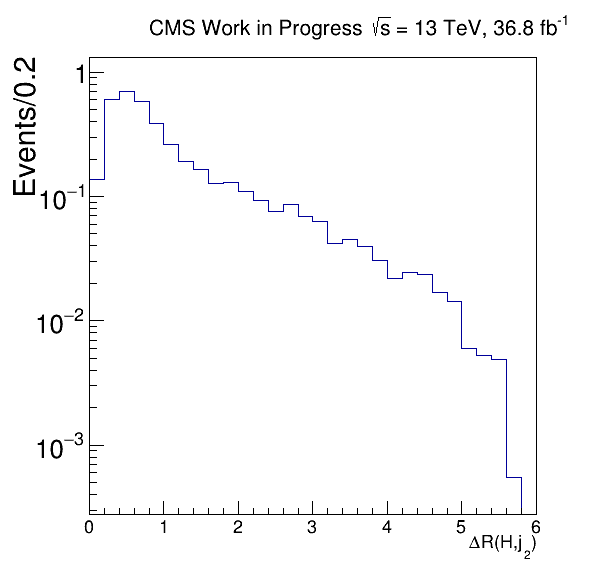 CMS Work in Progress √s = 13 TeV, 36.8 fb⁻¹
Events/0.2
1
10⁻¹
10⁻²
10⁻³
0 1 2 3 4 5 6
ΔR(H,j₂)